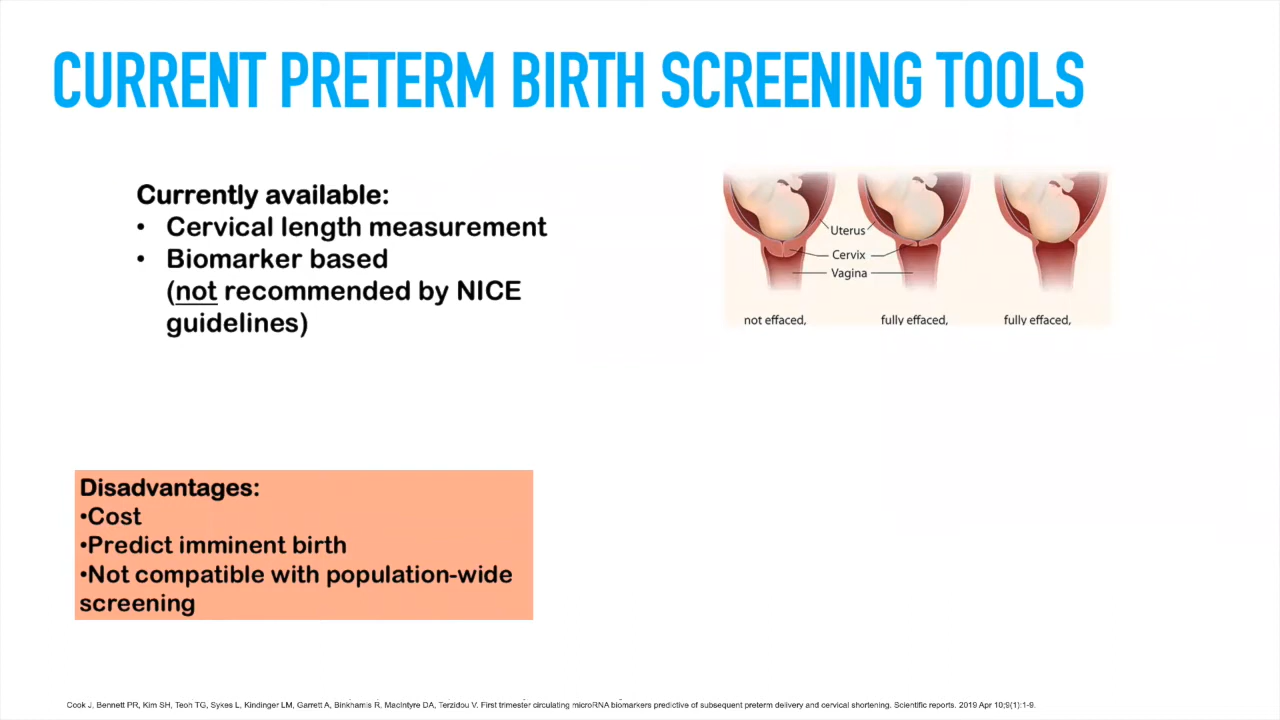 CURRENT PRETERM BIRTH SCREENING TOOLS
Currently available:
• Cervical length measurement
• Biomarker based
(not recommended by NICE
guidelines)
Uterus
Cervix
Vagina
not effaced,
fully effaced,
fully effaced,
Disadvantages:
•Cost
•Predict imminent birth
•Not compatible with population-wide
screening
Cook J, Bennett PR, Kim SH, Teoh TG, Sykes L, Kindinger LM, Garrett A, Binkhamis R, MacIntyre DA, Terzidou V. First trimester circulating microRNA biomarkers predictive of subsequent preterm delivery and cervical shortening. Scientific reports. 2019 Apr 10;9(1):1-9.